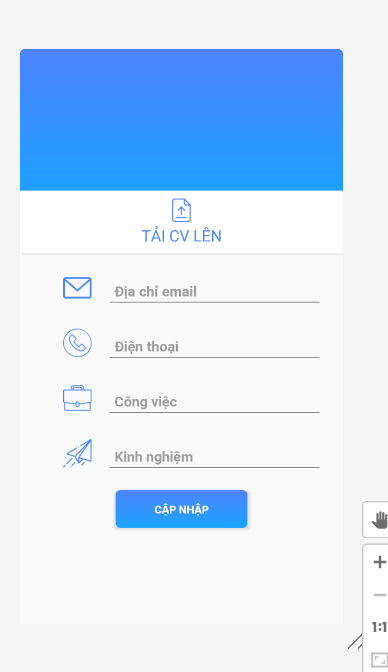 TẢI CV LÊN
Địa chỉ email
Điện thoại
Công việc
Kinh nghiệm
CẬP NHẬP
1:1